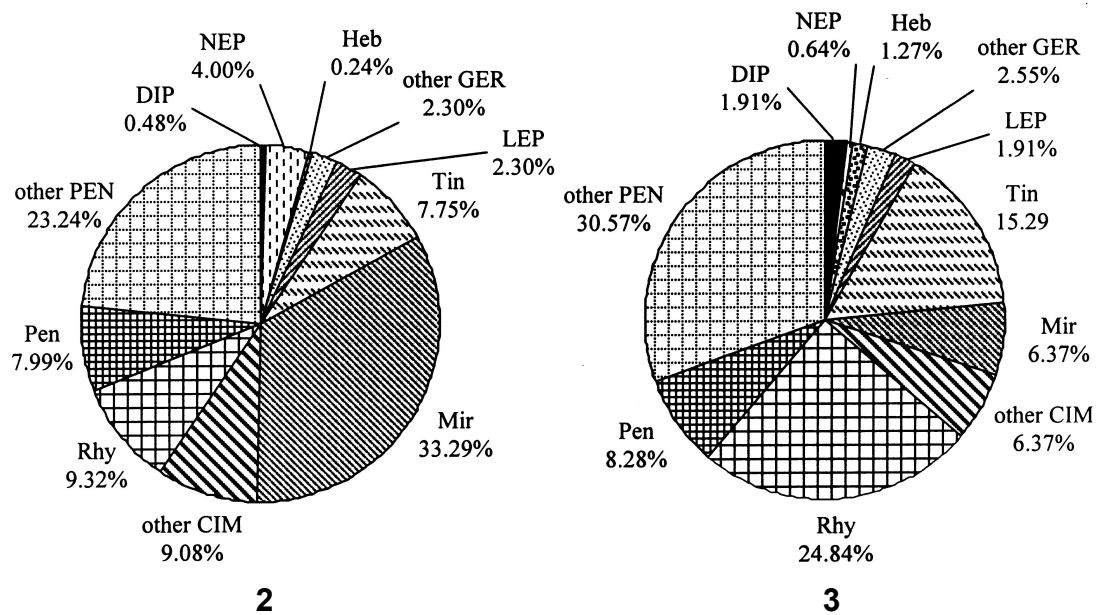 NEP
4.00%
Heb
0.24%
DIP
0.48%
other GER
2.30%
LEP
2.30%
Tin
7.75%
other PEN
23.24%
Pen
7.99%
Mir
33.29%
Rhy
9.32%
other CIM
9.08%
2
NEP
0.64%
Heb
1.27%
other GER
2.55%
DIP
1.91%
LEP
1.91%
Tin
15.29
other PEN
30.57%
Mir
6.37%
other CIM
6.37%
Pen
8.28%
Rhy
24.84%
3